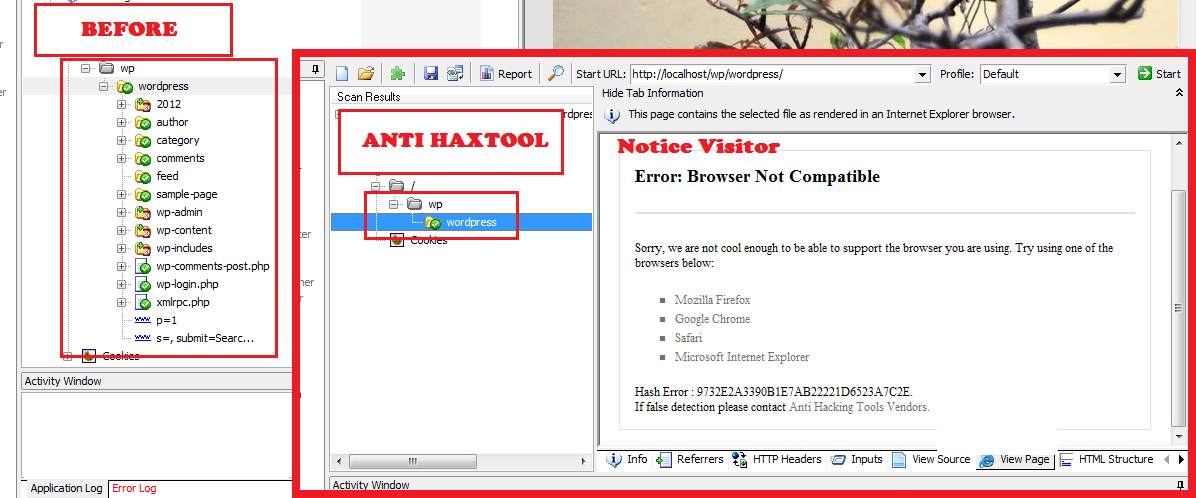 BEFORE
wp
wordpress
2012
author
category
comments
feed
sample-page
wp-admin
wp-content
wp-includes
wp-comments-post.php
wp-login.php
xmlrpc.php
p=1
s=, submit=Searc...
Cookies
Activity Window
Application Log
Error Log
Report
Start URL:
http://localhost/wp/wordpress/
Profile:
Default
Start
Scan Results
Hide Tab Information
This page contains the selected file as rendered in an Internet Explorer browser.
ANTI HAXTOOL
/
wp
wordpress
Cookies
Notice Visitor
Error: Browser Not Compatible
Sorry, we are not cool enough to be able to support the browser you are using. Try using one of the
browsers below:
Mozilla Firefox
Google Chrome
Safari
Microsoft Internet Explorer
Hash Error : 9732E2A3390B1E7AB22221D6523A7C2E.
If false detection please contact Anti Hacking Tools Vendors.
Info
Referrers
HTTP Headers
Inputs
View Source
View Page
HTML Structure
Activity Window